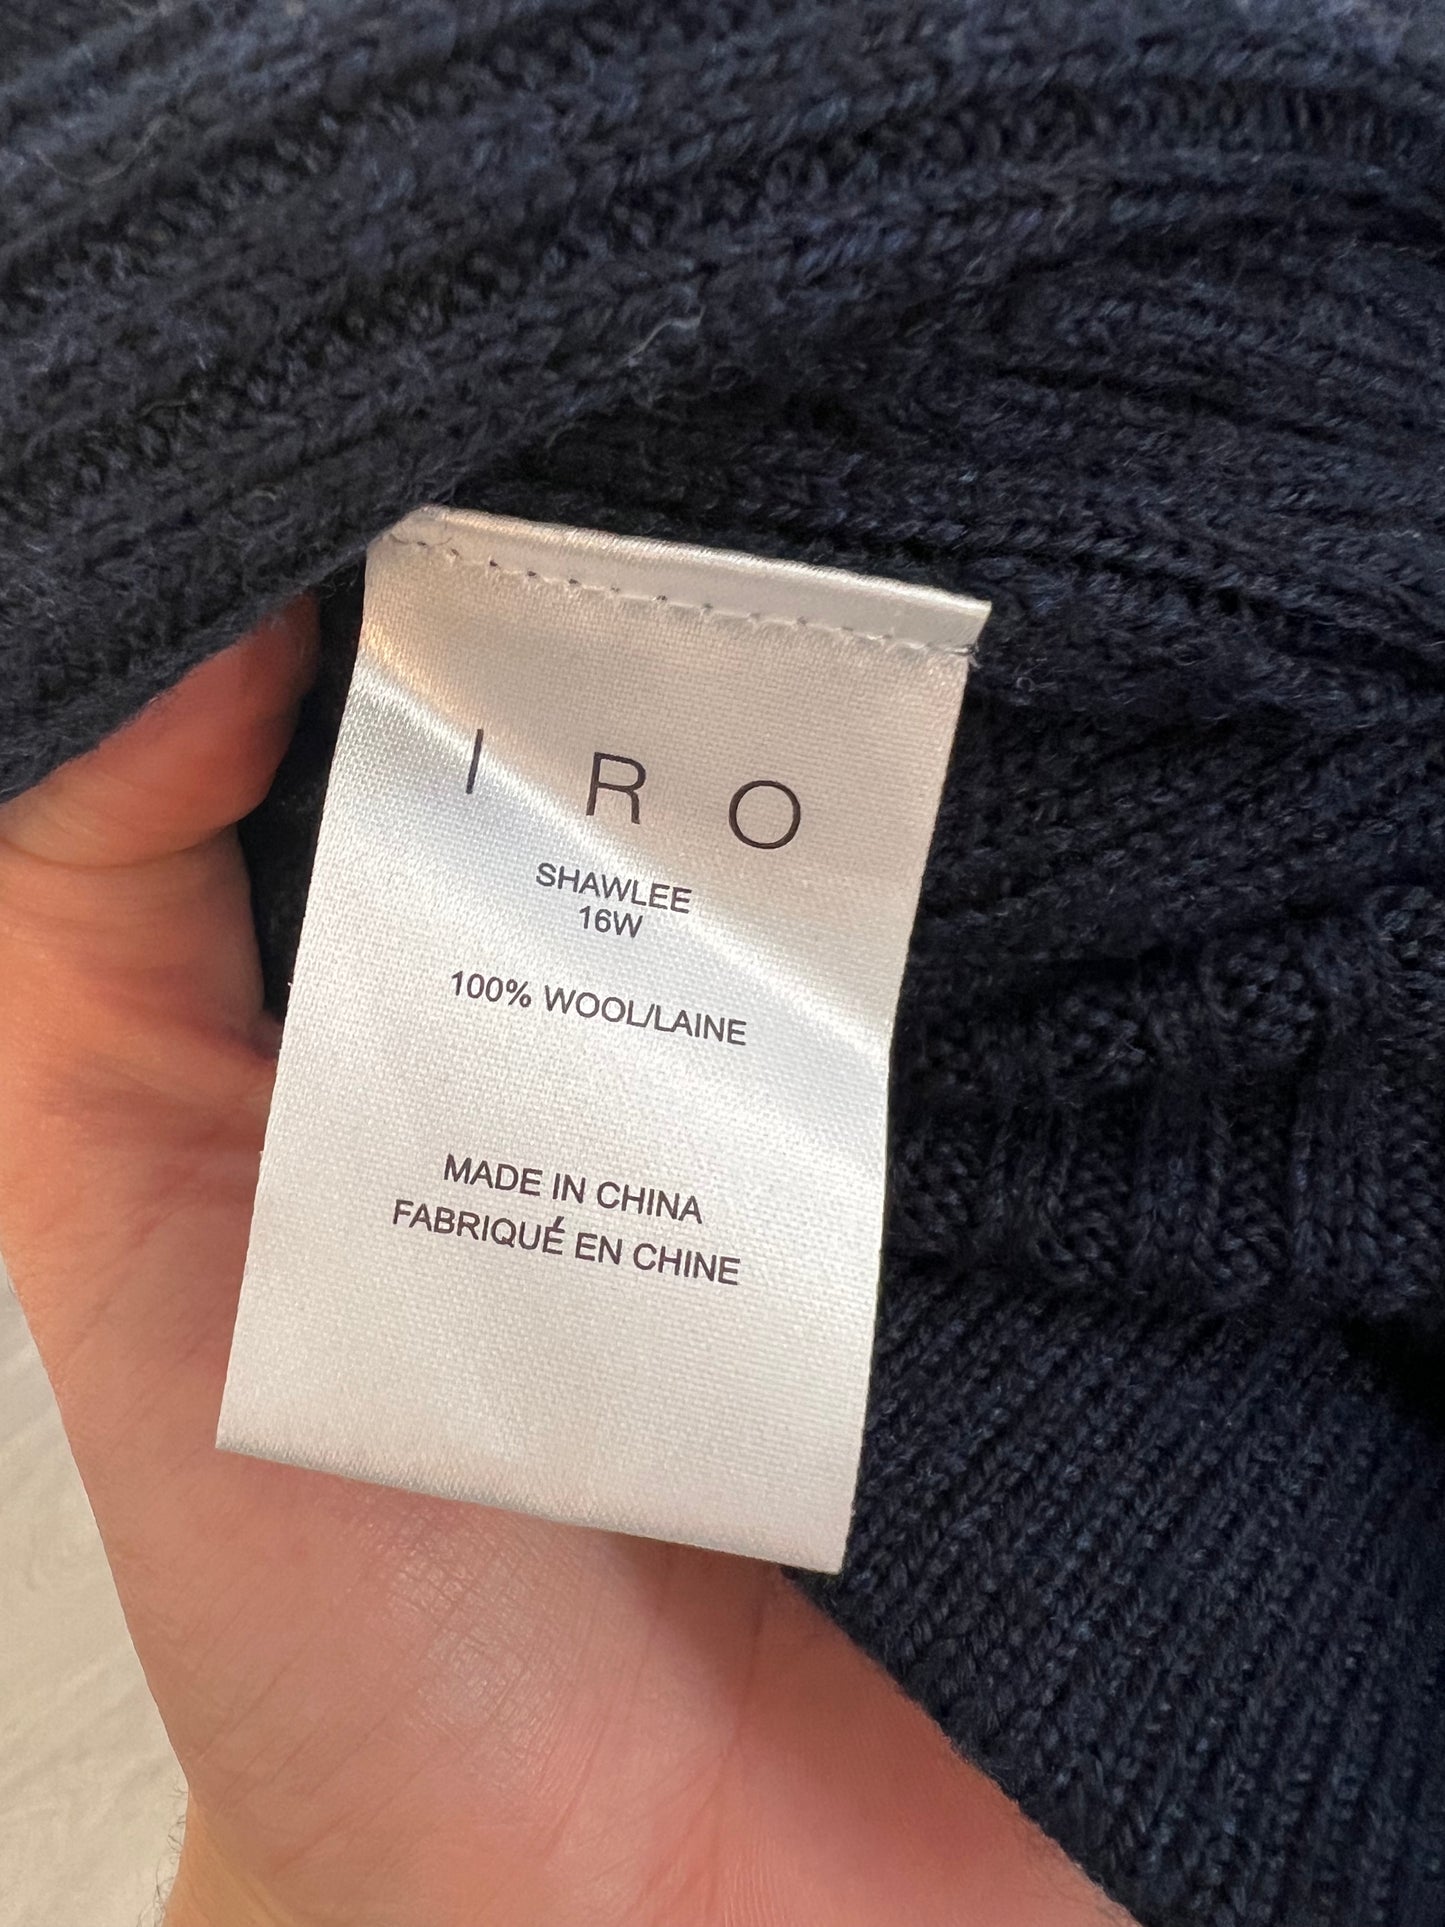 I R O
SHAWLEE
16W
100% WOOL/LAINE
MADE IN CHINA
FABRIQUÉ EN CHINE